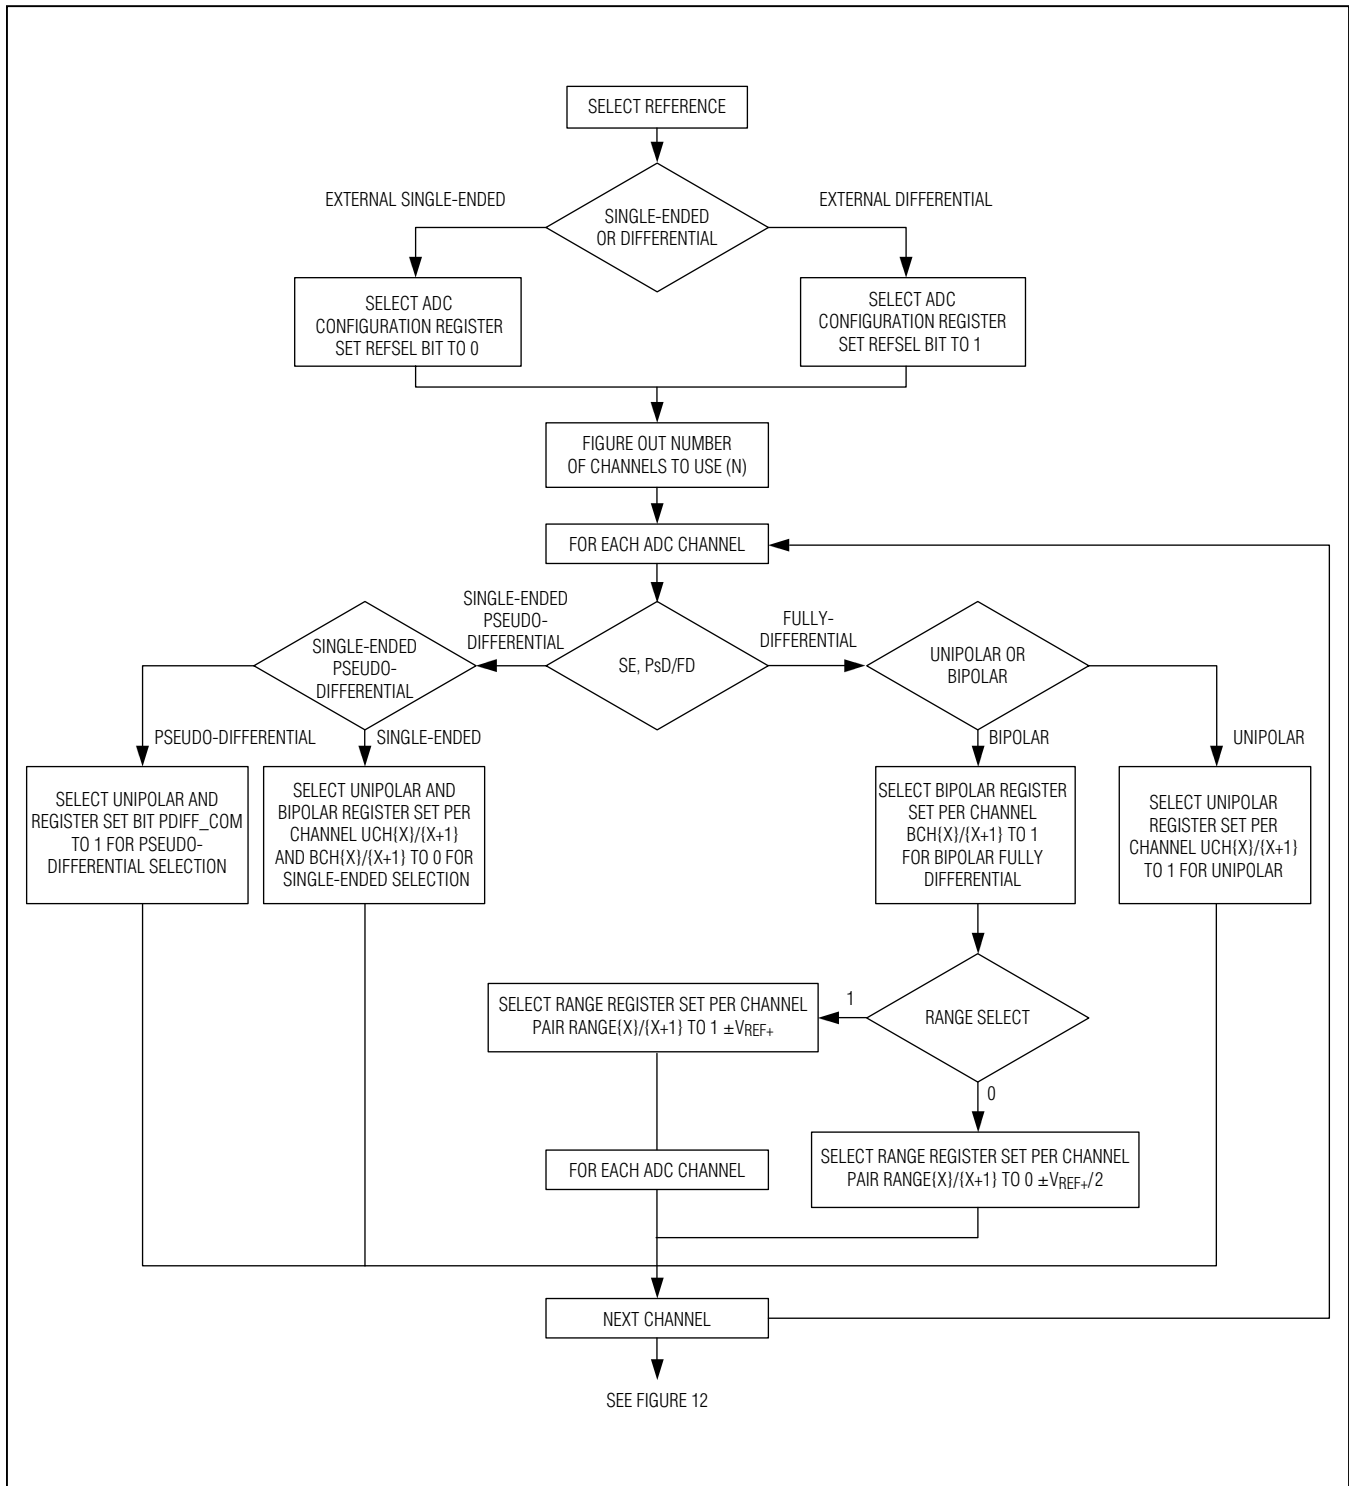 SELECT REFERENCE
EXTERNAL SINGLE-ENDED
EXTERNAL DIFFERENTIAL
SINGLE-ENDED
OR DIFFERENTIAL
SELECT ADC
CONFIGURATION REGISTER
SET REFSEL BIT TO 0
SELECT ADC
CONFIGURATION REGISTER
SET REFSEL BIT TO 1
FIGURE OUT NUMBER
OF CHANNELS TO USE (N)
FOR EACH ADC CHANNEL
SINGLE-ENDED
PSEUDO-
DIFFERENTIAL
FULLY-
DIFFERENTIAL
SINGLE-ENDED
PSEUDO-
DIFFERENTIAL
SE, PsD/FD
UNIPOLAR OR
BIPOLAR
PSEUDO-DIFFERENTIAL
SINGLE-ENDED
BIPOLAR
UNIPOLAR
SELECT UNIPOLAR AND
REGISTER SET BIT PDIFF_COM
TO 1 FOR PSEUDO-
DIFFERENTIAL SELECTION
SELECT UNIPOLAR AND
BIPOLAR REGISTER SET PER
CHANNEL UCH{X}/{X+1}
AND BCH{X}/{X+1} TO 0 FOR
SINGLE-ENDED SELECTION
SELECT BIPOLAR REGISTER
SET PER CHANNEL
BCH{X}/{X+1} TO 1
FOR BIPOLAR FULLY
DIFFERENTIAL
SELECT UNIPOLAR
REGISTER SET PER
CHANNEL UCH{X}/{X+1}
TO 1 FOR UNIPOLAR
SELECT RANGE REGISTER SET PER CHANNEL
PAIR RANGE{X}/{X+1} TO 1 ±VREF+
1
RANGE SELECT
0
FOR EACH ADC CHANNEL
SELECT RANGE REGISTER SET PER CHANNEL
PAIR RANGE{X}/{X+1} TO 0 ±VREF+/2
NEXT CHANNEL
SEE FIGURE 12